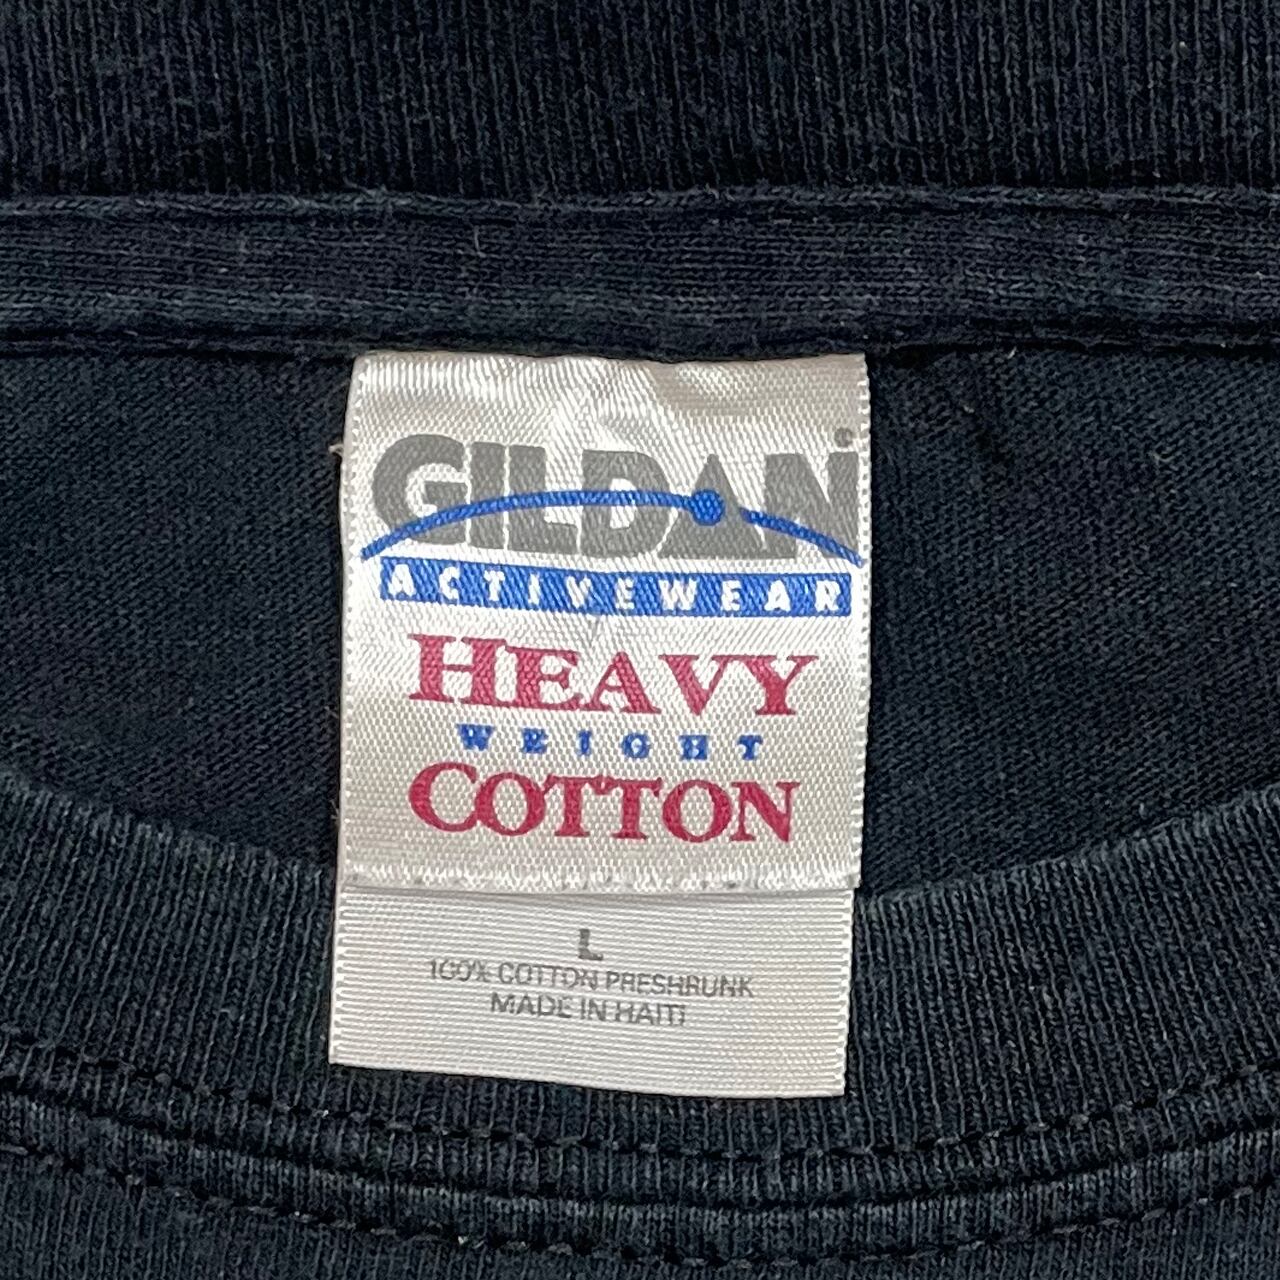 GILDAN
ACTIVEWEAR
HEAVY
WEIGHT
COTTON
L
100% COTTON PRESHRUNK
MADE IN HAITI